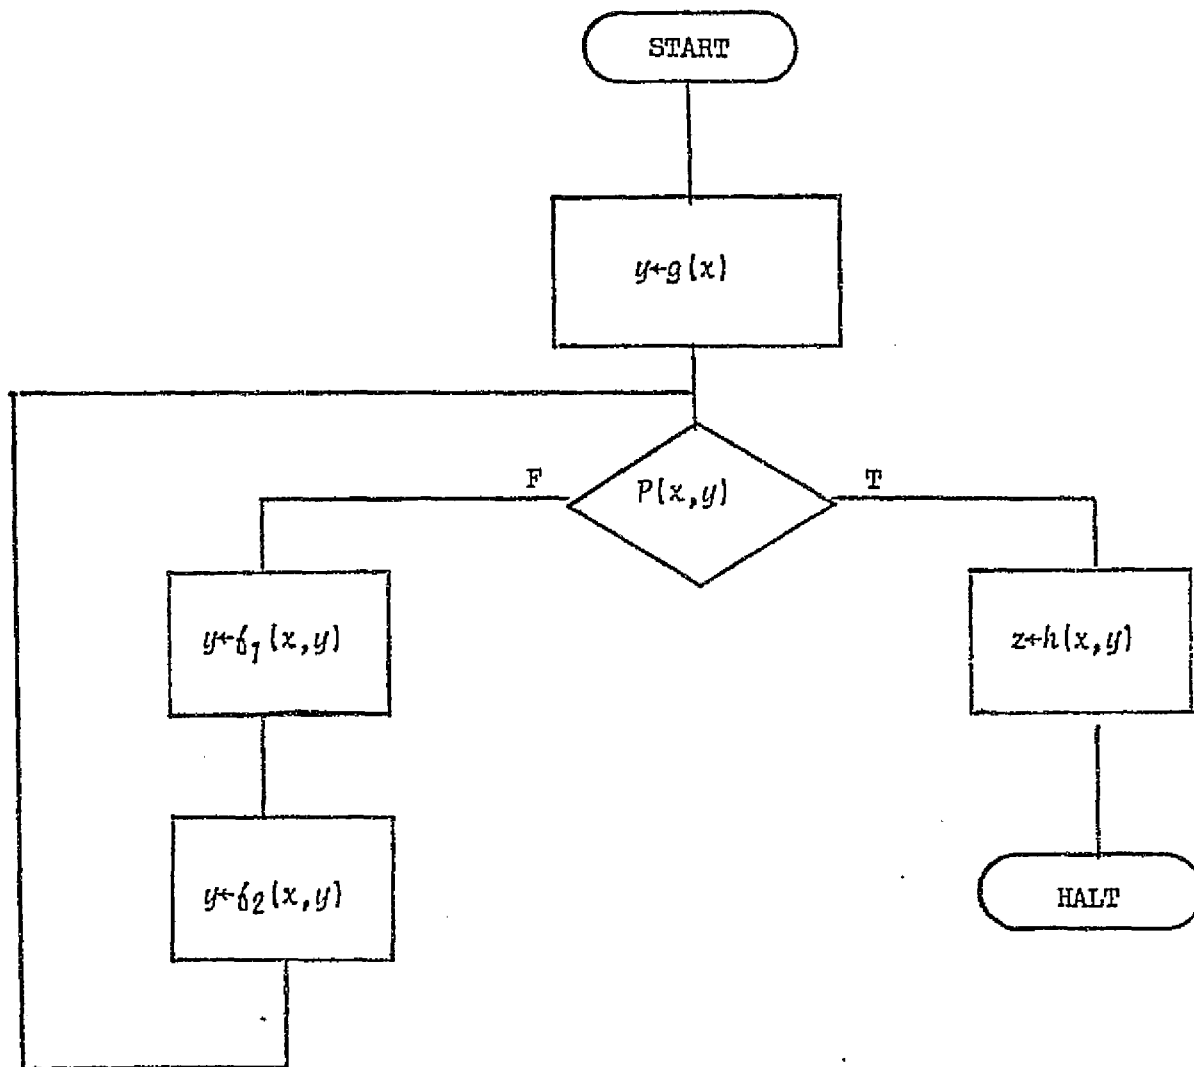 START
y←g(x)
F
P(x,y)
T
y←f₁(x,y)
z←h(x,y)
y←f₂(x,y)
HALT